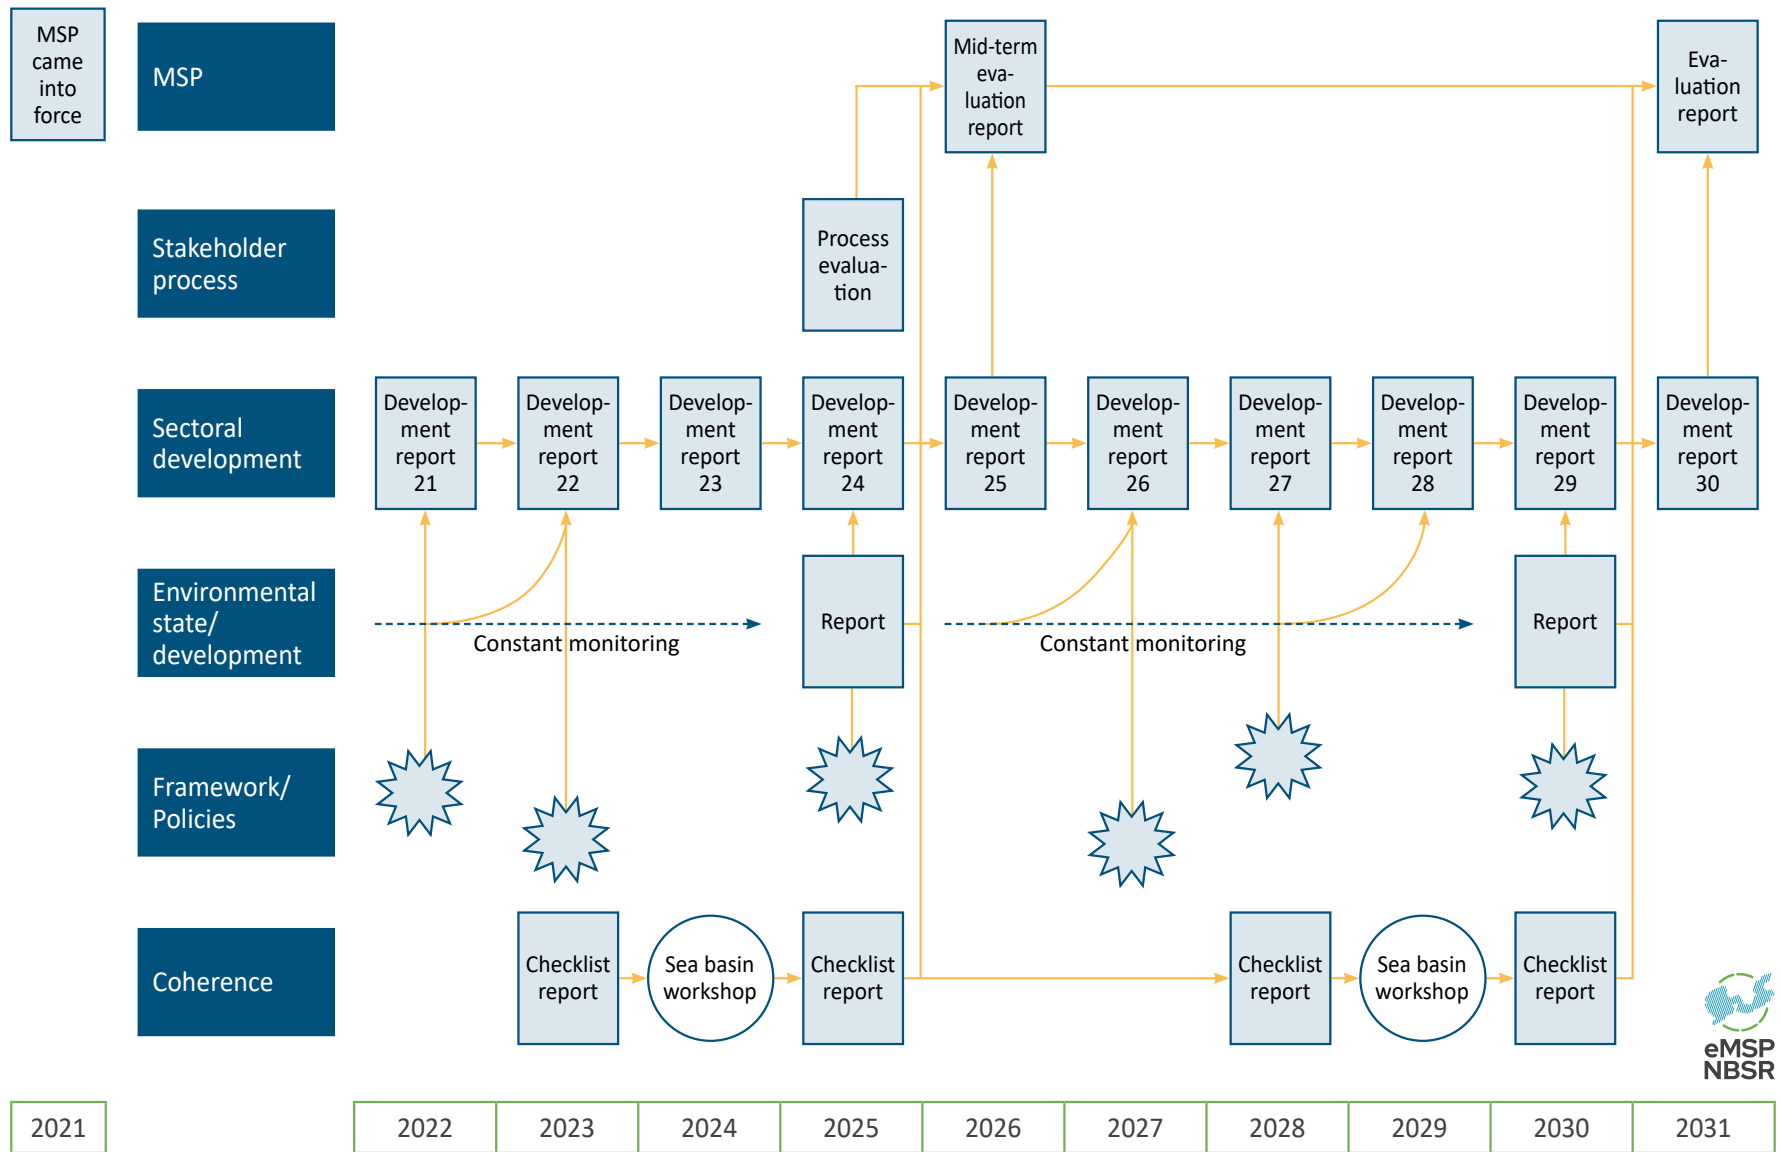 MSP
came
into
force
MSP
Mid-term
eva-
luation
report
Eva-
luation
report
Stakeholder
process
Process
evalua-
tion
Sectoral
development
Develop-
ment
report
21
Develop-
ment
report
22
Develop-
ment
report
23
Develop-
ment
report
24
Develop-
ment
report
25
Develop-
ment
report
26
Develop-
ment
report
27
Develop-
ment
report
28
Develop-
ment
report
29
Develop-
ment
report
30
Environmental
state/
development
Constant monitoring
Report
Constant monitoring
Report
Framework/
Policies
Coherence
Checklist
report
Sea basin
workshop
Checklist
report
Checklist
report
Sea basin
workshop
Checklist
report
eMSP
NBSR
2021
2022
2023
2024
2025
2026
2027
2028
2029
2030
2031